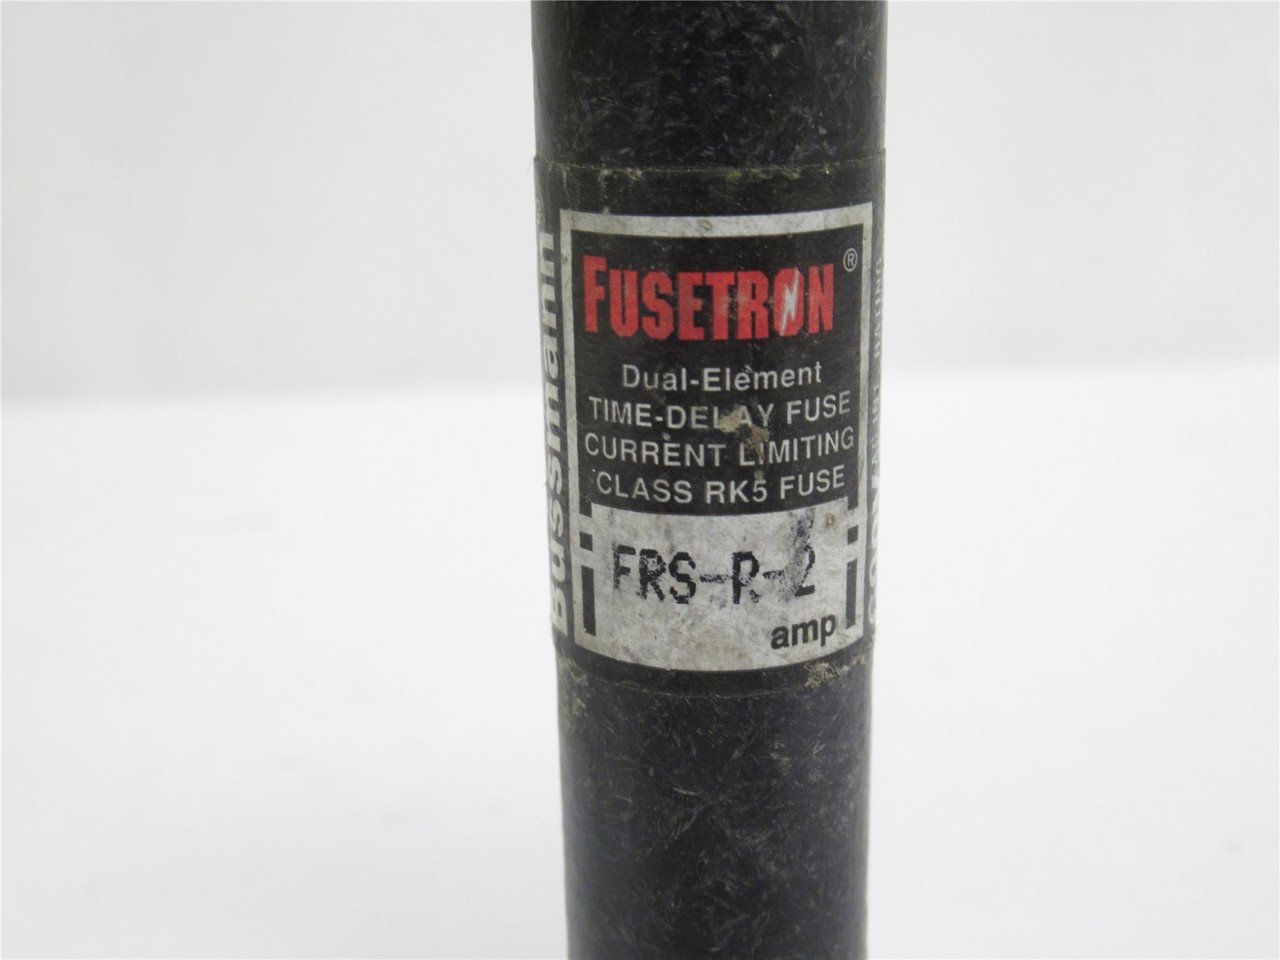 Bussmann®
FUSETRON®
Dual-Element
TIME-DELAY FUSE
CURRENT LIMITING
CLASS RK5 FUSE
FRS-R-2
amp